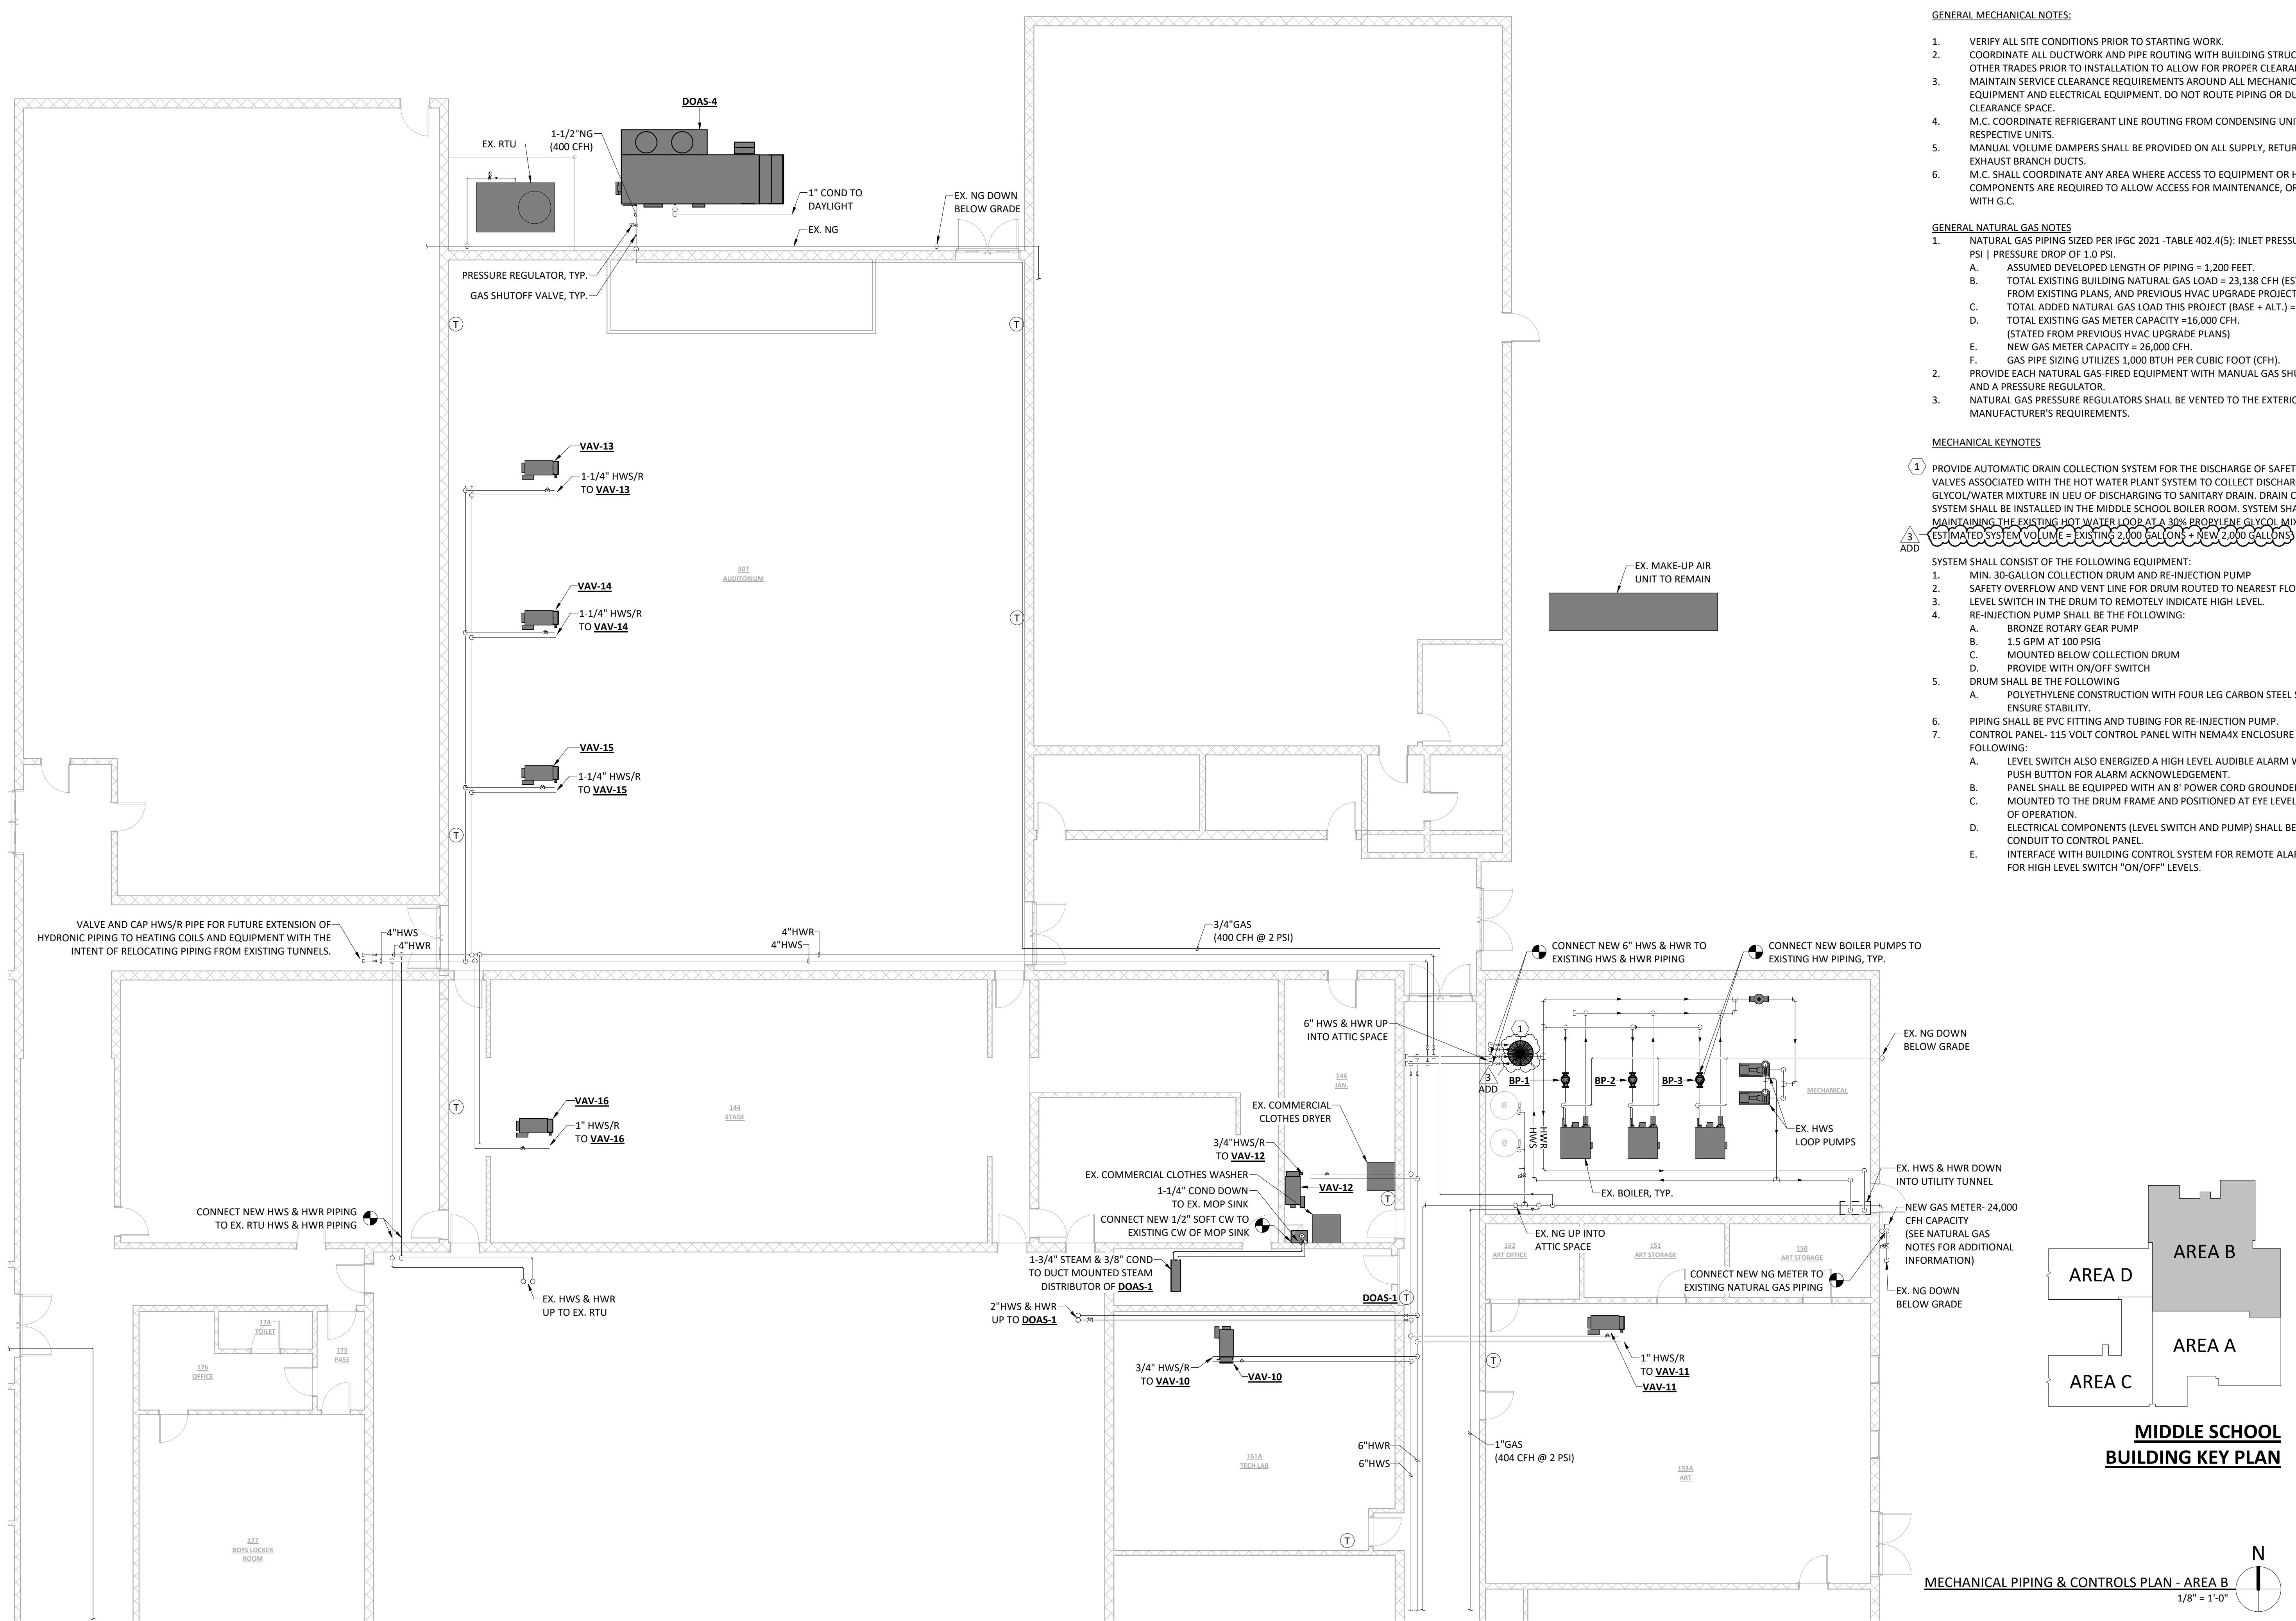 GENERAL MECHANICAL NOTES:
1. VERIFY ALL SITE CONDITIONS PRIOR TO STARTING WORK.
2. COORDINATE ALL DUCTWORK AND PIPE ROUTING WITH BUILDING
OTHER TRADES PRIOR TO INSTALLATION TO ALLOW FOR PROPER
3. MAINTAIN SERVICE CLEARANCE REQUIREMENTS AROUND ALL
EQUIPMENT AND ELECTRICAL EQUIPMENT. DO NOT ROUTE PIPING OR
CLEARANCE SPACE.
4. M.C. COORDINATE REFRIGERANT LINE ROUTING FROM CONDENSING
RESPECTIVE UNITS.
5. MANUAL VOLUME DAMPERS SHALL BE PROVIDED ON ALL SUPPLY,
EXHAUST BRANCH DUCTS.
6. M.C. SHALL COORDINATE ANY AREA WHERE ACCESS TO EQUIPMENT OR
COMPONENTS ARE REQUIRED TO ALLOW ACCESS FOR MAINTENANCE,
WITH G.C.
GENERAL NATURAL GAS NOTES
1. NATURAL GAS PIPING SIZED PER IFGC 2021 -TABLE 402.4(5): INLET
PSI | PRESSURE DROP OF 1.0 PSI.
A. ASSUMED DEVELOPED LENGTH OF PIPING = 1,200 FEET.
B. TOTAL EXISTING BUILDING NATURAL GAS LOAD = 23,138 CFH
FROM EXISTING PLANS, AND PREVIOUS HVAC UPGRADE
C. TOTAL ADDED NATURAL GAS LOAD THIS PROJECT (BASE + ALT.) =
D. TOTAL EXISTING GAS METER CAPACITY =16,000 CFH.
(STATED FROM PREVIOUS HVAC UPGRADE PLANS)
E. NEW GAS METER CAPACITY = 26,000 CFH.
F. GAS PIPE SIZING UTILIZES 1,000 BTUH PER CUBIC FOOT (CFH).
2. PROVIDE EACH NATURAL GAS-FIRED EQUIPMENT WITH MANUAL GAS
AND A PRESSURE REGULATOR.
3. NATURAL GAS PRESSURE REGULATORS SHALL BE VENTED TO THE
MANUFACTURER'S REQUIREMENTS.
MECHANICAL KEYNOTES
1 PROVIDE AUTOMATIC DRAIN COLLECTION SYSTEM FOR THE DISCHARGE OF
VALVES ASSOCIATED WITH THE HOT WATER PLANT SYSTEM TO COLLECT
GLYCOL/WATER MIXTURE IN LIEU OF DISCHARGING TO SANITARY DRAIN. DRAIN
SYSTEM SHALL BE INSTALLED IN THE MIDDLE SCHOOL BOILER ROOM. SYSTEM
MAINTAINING THE EXISTING HOT WATER LOOP AT A 30% PROPYLENE GLYCOL
ESTIMATED SYSTEM VOLUME = EXISTING 2,000 GALLONS + NEW 2,000 GALLONS
3
ADD
SYSTEM SHALL CONSIST OF THE FOLLOWING EQUIPMENT:
1. MIN. 30-GALLON COLLECTION DRUM AND RE-INJECTION PUMP
2. SAFETY OVERFLOW AND VENT LINE FOR DRUM ROUTED TO NEAREST
3. LEVEL SWITCH IN THE DRUM TO REMOTELY INDICATE HIGH LEVEL.
4. RE-INJECTION PUMP SHALL BE THE FOLLOWING:
A. BRONZE ROTARY GEAR PUMP
B. 1.5 GPM AT 100 PSIG
C. MOUNTED BELOW COLLECTION DRUM
D. PROVIDE WITH ON/OFF SWITCH
5. DRUM SHALL BE THE FOLLOWING
A. POLYETHYLENE CONSTRUCTION WITH FOUR LEG CARBON STEEL
ENSURE STABILITY.
6. PIPING SHALL BE PVC FITTING AND TUBING FOR RE-INJECTION PUMP.
7. CONTROL PANEL- 115 VOLT CONTROL PANEL WITH NEMA4X ENCLOSURE
FOLLOWING:
A. LEVEL SWITCH ALSO ENERGIZED A HIGH LEVEL AUDIBLE ALARM
PUSH BUTTON FOR ALARM ACKNOWLEDGEMENT.
B. PANEL SHALL BE EQUIPPED WITH AN 8' POWER CORD
C. MOUNTED TO THE DRUM FRAME AND POSITIONED AT EYE LEVEL
OF OPERATION.
D. ELECTRICAL COMPONENTS (LEVEL SWITCH AND PUMP) SHALL BE
CONDUIT TO CONTROL PANEL.
E. INTERFACE WITH BUILDING CONTROL SYSTEM FOR REMOTE
FOR HIGH LEVEL SWITCH "ON/OFF" LEVELS.
DOAS-4
1-1/2"NG
(400 CFH)
EX. RTU
1" COND TO
DAYLIGHT
EX. NG DOWN
BELOW GRADE
EX. NG
PRESSURE REGULATOR, TYP.
GAS SHUTOFF VALVE, TYP.
T
T
VAV-13
1-1/4" HWS/R
TO VAV-13
307
AUDITORIUM
EX. MAKE-UP AIR
UNIT TO REMAIN
VAV-14
1-1/4" HWS/R
TO VAV-14
T
VAV-15
1-1/4" HWS/R
TO VAV-15
T
VALVE AND CAP HWS/R PIPE FOR FUTURE EXTENSION OF
HYDRONIC PIPING TO HEATING COILS AND EQUIPMENT WITH THE
INTENT OF RELOCATING PIPING FROM EXISTING TUNNELS.
4"HWS
4"HWR
4"HWR
4"HWS
3/4"GAS
(400 CFH @ 2 PSI)
CONNECT NEW 6" HWS & HWR TO
EXISTING HWS & HWR PIPING
CONNECT NEW BOILER PUMPS TO
EXISTING HW PIPING, TYP.
6" HWS & HWR UP
INTO ATTIC SPACE
1
EX. NG DOWN
BELOW GRADE
3
ADD
BP-1
BP-2
BP-3
MECHANICAL
146
JAN.
T
VAV-16
1" HWS/R
TO VAV-16
144
STAGE
EX. COMMERCIAL
CLOTHES DRYER
HWS
HWR
EX. HWS
LOOP PUMPS
3/4"HWS/R
TO VAV-12
EX. COMMERCIAL CLOTHES WASHER
VAV-12
1-1/4" COND DOWN
TO EX. MOP SINK
T
EX. BOILER, TYP.
EX. HWS & HWR DOWN
INTO UTILITY TUNNEL
CONNECT NEW HWS & HWR PIPING
TO EX. RTU HWS & HWR PIPING
CONNECT NEW 1/2" SOFT CW TO
EXISTING CW OF MOP SINK
NEW GAS METER- 24,000
CFH CAPACITY
(SEE NATURAL GAS
NOTES FOR ADDITIONAL
INFORMATION)
EX. NG UP INTO
ATTIC SPACE
152
ART OFFICE
151
ART STORAGE
150
ART STORAGE
1-3/4" STEAM & 3/8" COND
TO DUCT MOUNTED STEAM
DISTRIBUTOR OF DOAS-1
CONNECT NEW NG METER TO
EXISTING NATURAL GAS PIPING
EX. NG DOWN
BELOW GRADE
EX. HWS & HWR
UP TO EX. RTU
2"HWS & HWR
UP TO DOAS-1
DOAS-1 T
174
TOILET
173
PASS
176
OFFICE
3/4" HWS/R
TO VAV-10
VAV-10
T
1" HWS/R
TO VAV-11
VAV-11
6"HWR
6"HWS
1"GAS
(404 CFH @ 2 PSI)
161A
TECH LAB
153A
ART
177
BOYS LOCKER
ROOM
T
AREA B
AREA D
AREA A
AREA C
MIDDLE SCHOOL
BUILDING KEY PLAN
N
MECHANICAL PIPING & CONTROLS PLAN - AREA B
1/8" = 1'-0"